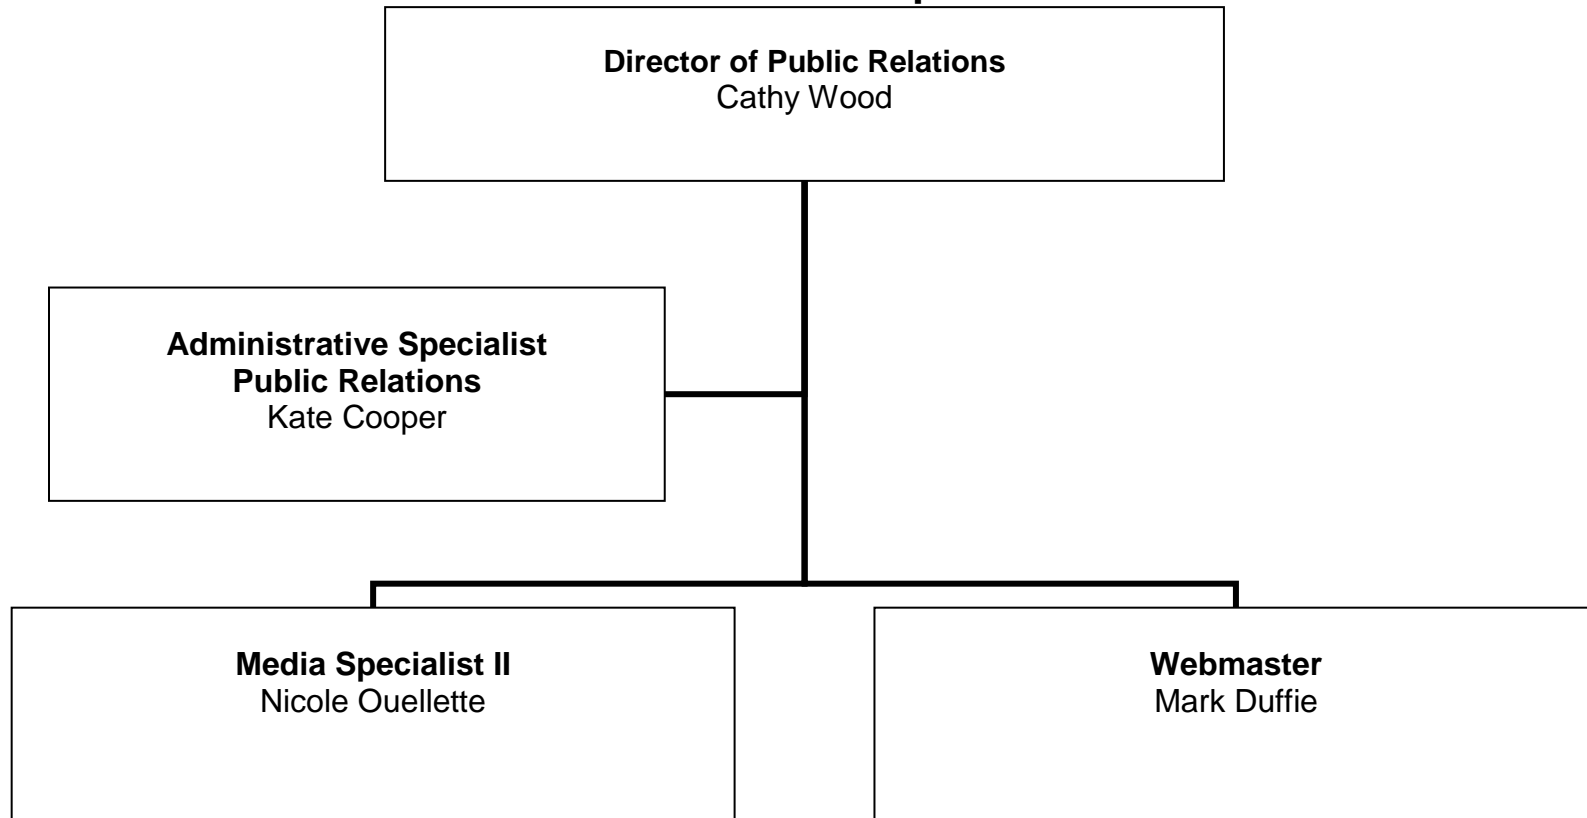 Director of Public Relations
Cathy Wood
Administrative Specialist
Public Relations
Kate Cooper
Media Specialist II
Nicole Ouellette
Webmaster
Mark Duffie